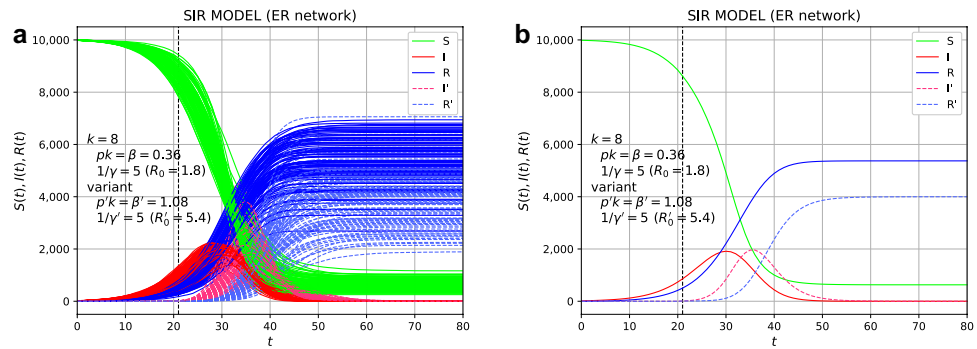 a
SIR MODEL (ER network)
10,000
8,000
6,000
4,000
2,000
0
S(t), I(t), R(t)
0 10 20 30 40 50 60 70 80
t
k = 8
pk = β = 0.36
1/γ = 5 (R₀ = 1.8)
variant
p'k = β' = 1.08
1/γ' = 5 (R₀' = 5.4)
S
I
R
I'
R'
b
SIR MODEL (ER network)
10,000
8,000
6,000
4,000
2,000
0
S(t), I(t), R(t)
0 10 20 30 40 50 60 70 80
t
k = 8
pk = β = 0.36
1/γ = 5 (R₀ = 1.8)
variant
p'k = β' = 1.08
1/γ' = 5 (R₀' = 5.4)
S
I
R
I'
R'